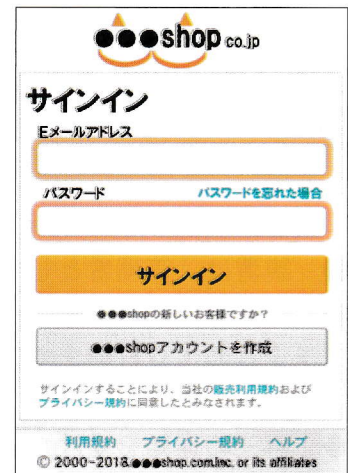 ●●●shop co.jp
サインイン
Eメールアドレス
パスワード パスワードを忘れた場合
サインイン
●●●shopの新しいお客様ですか？
●●●shopアカウントを作成
サインインすることにより、当社の販売利用規約および
プライバシー規約に同意したとみなされます。
利用規約 プライバシー規約 ヘルプ
© 2000-2018,●●●shop.com,inc. or its affiliates